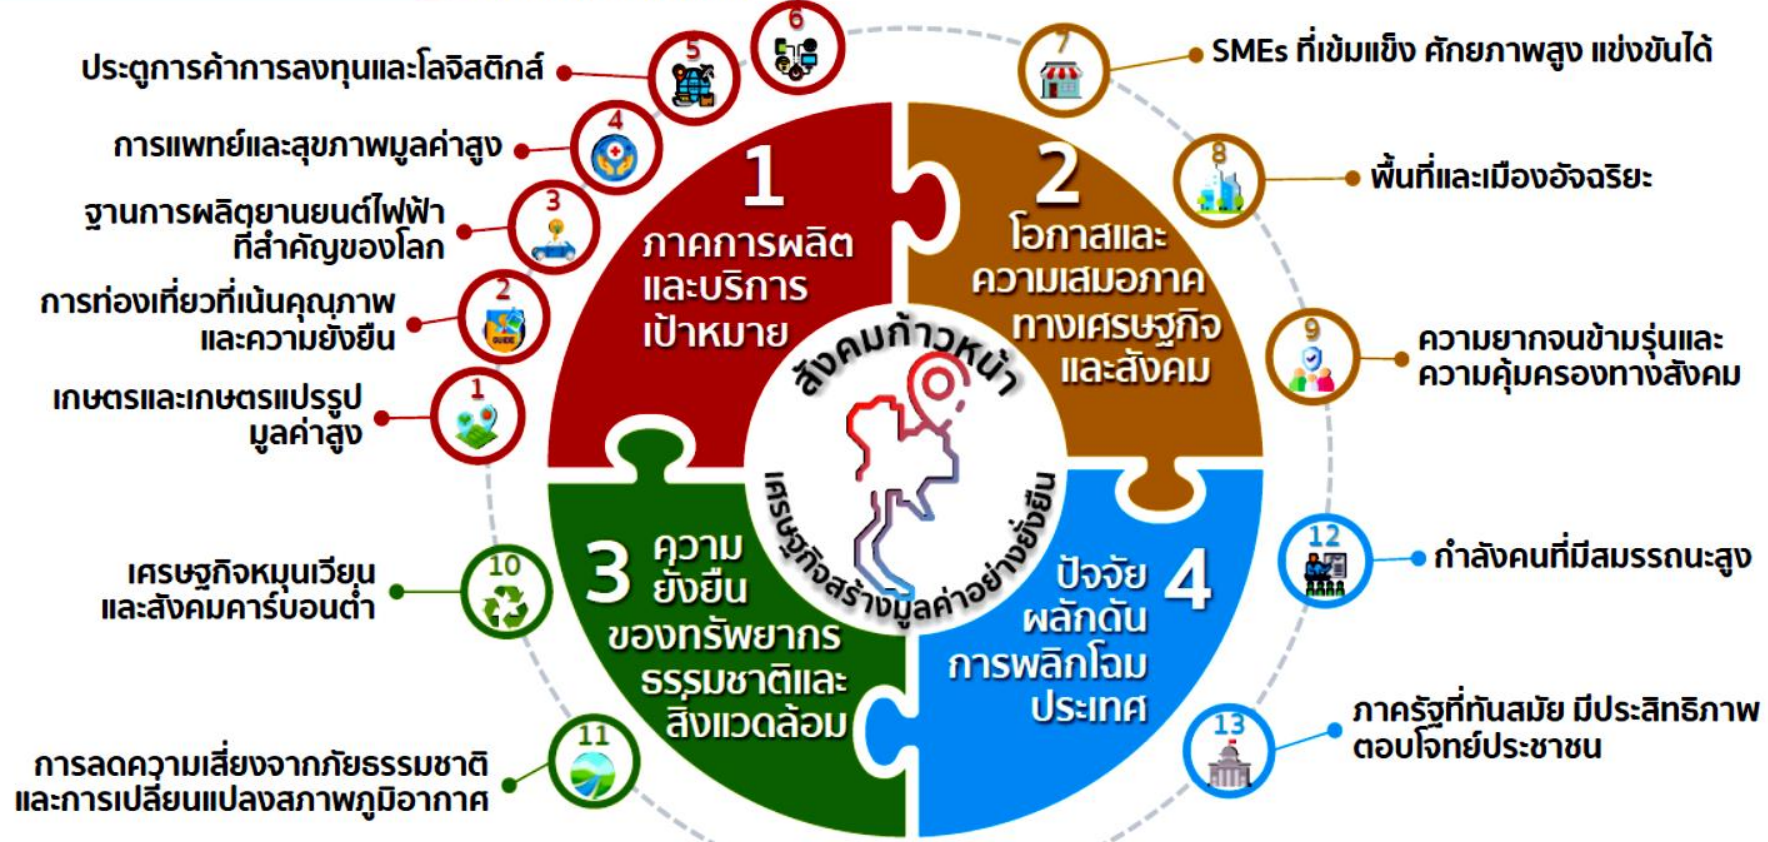 6
5
ประตูการค้าการลงทุนและโลจิสติกส์
4
การแพทย์และสุขภาพมูลค่าสูง
3
ฐานการผลิตยานยนต์ไฟฟ้า
ที่สำคัญของโลก
2
GUIDE
การท่องเที่ยวที่เน้นคุณภาพ
และความยั่งยืน
1
เกษตรและเกษตรแปรรูป
มูลค่าสูง
7
SMEs ที่เข้มแข็ง ศักยภาพสูง แข่งขันได้
8
พื้นที่และเมืองอัจฉริยะ
9
ความยากจนข้ามรุ่นและ
ความคุ้มครองทางสังคม
1
ภาคการผลิต
และบริการ
เป้าหมาย
2
โอกาสและ
ความเสมอภาค
ทางเศรษฐกิจ
และสังคม
สังคมก้าวหน้า
เศรษฐกิจสร้างมูลค่าอย่างยั่งยืน
3
ความ
ยั่งยืน
ของทรัพยากร
ธรรมชาติและ
สิ่งแวดล้อม
4
ปัจจัย
ผลักดัน
การพลิกโฉม
ประเทศ
10
เศรษฐกิจหมุนเวียน
และสังคมคาร์บอนต่ำ
11
การลดความเสี่ยงจากภัยธรรมชาติ
และการเปลี่ยนแปลงสภาพภูมิอากาศ
12
กำลังคนที่มีสมรรถนะสูง
13
ภาครัฐที่ทันสมัย มีประสิทธิภาพ
ตอบโจทย์ประชาชน